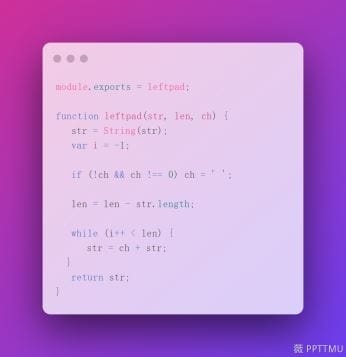 module.exports = leftpad;
function leftpad(str, len, ch) {
str = String(str);
var i = -1;
if (!ch && ch !== 0) ch = ' ';
len = len - str.length;
while (i++ < len) {
str = ch + str;
}
return str;
}
薇 PPTTMU